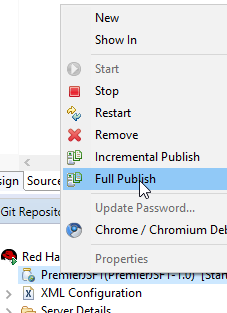 New
Show In
Start
Stop
Restart
Remove
Incremental Publish
Full Publish
Update Password...
Chrome / Chromium Deb
Properties
sign
Source
Git Reposito
Red Ha
PremierJSF1(PremierJSF-1.0) [Stan
XML Configuration
Server Details